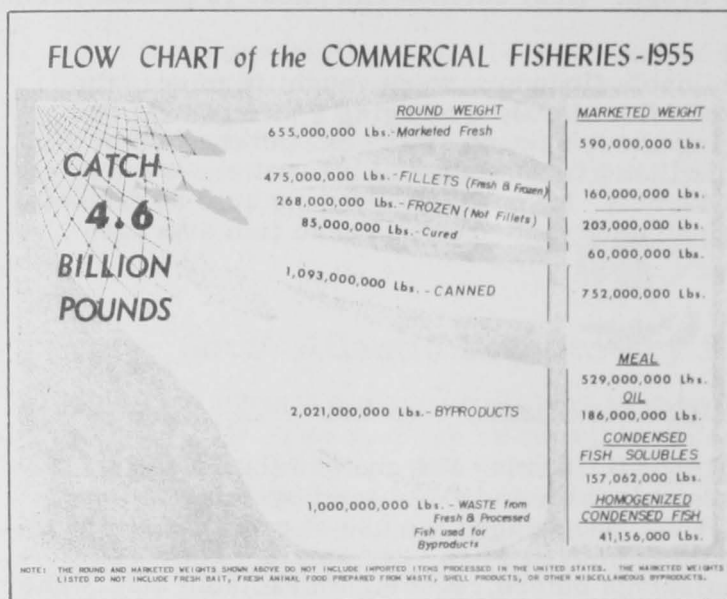 FLOW CHART of the COMMERCIAL FISHERIES-1955
CATCH
4.6
BILLION
POUNDS
ROUND WEIGHT
655,000,000 Lbs.-Marketed Fresh
475,000,000 Lbs.-FILLETS (Fresh & Frozen)
268,000,000 Lbs.-FROZEN (Not Fillets)
85,000,000 Lbs.-Cured
1,093,000,000 Lbs.-CANNED
2,021,000,000 Lbs.-BYPRODUCTS
1,000,000,000 Lbs.-WASTE from
Fresh & Processed
Fish used for
Byproducts
MARKETED WEIGHT
590,000,000 Lbs.
160,000,000 Lbs.
203,000,000 Lbs.
60,000,000 Lbs.
752,000,000 Lbs.
MEAL
529,000,000 Lbs.
OIL
186,000,000 Lbs.
CONDENSED
FISH SOLUBLES
157,062,000 Lbs.
HOMOGENIZED
CONDENSED FISH
41,156,000 Lbs.
NOTE: THE ROUND AND MARKETED WEIGHTS SHOWN ABOVE DO NOT INCLUDE IMPORTED ITEMS PROCESSED IN THE UNITED STATES. THE MARKETED WEIGHTS
LISTED DO NOT INCLUDE FRESH BAIT, FRESH ANIMAL FOOD PREPARED FROM WASTE, SHELL PRODUCTS, OR OTHER MISCELLANEOUS BYPRODUCTS.